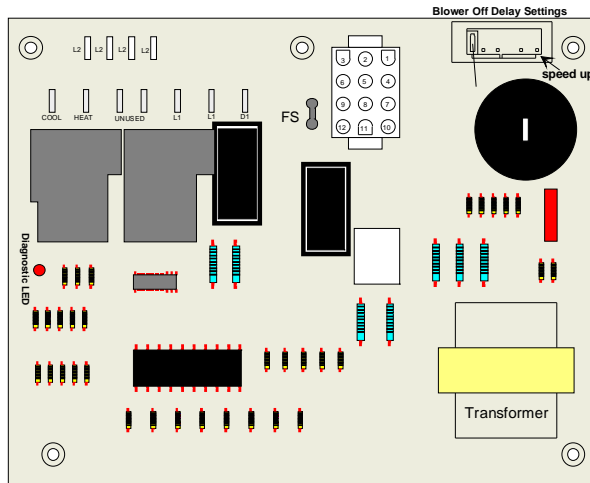 Blower Off Delay Settings
speed up
L2 L2 L2 L2
COOL HEAT UNUSED L1 L1 D1
FS
3 2 1
6 5 4
9 8 7
12 11 10
Diagnostic LED
Transformer